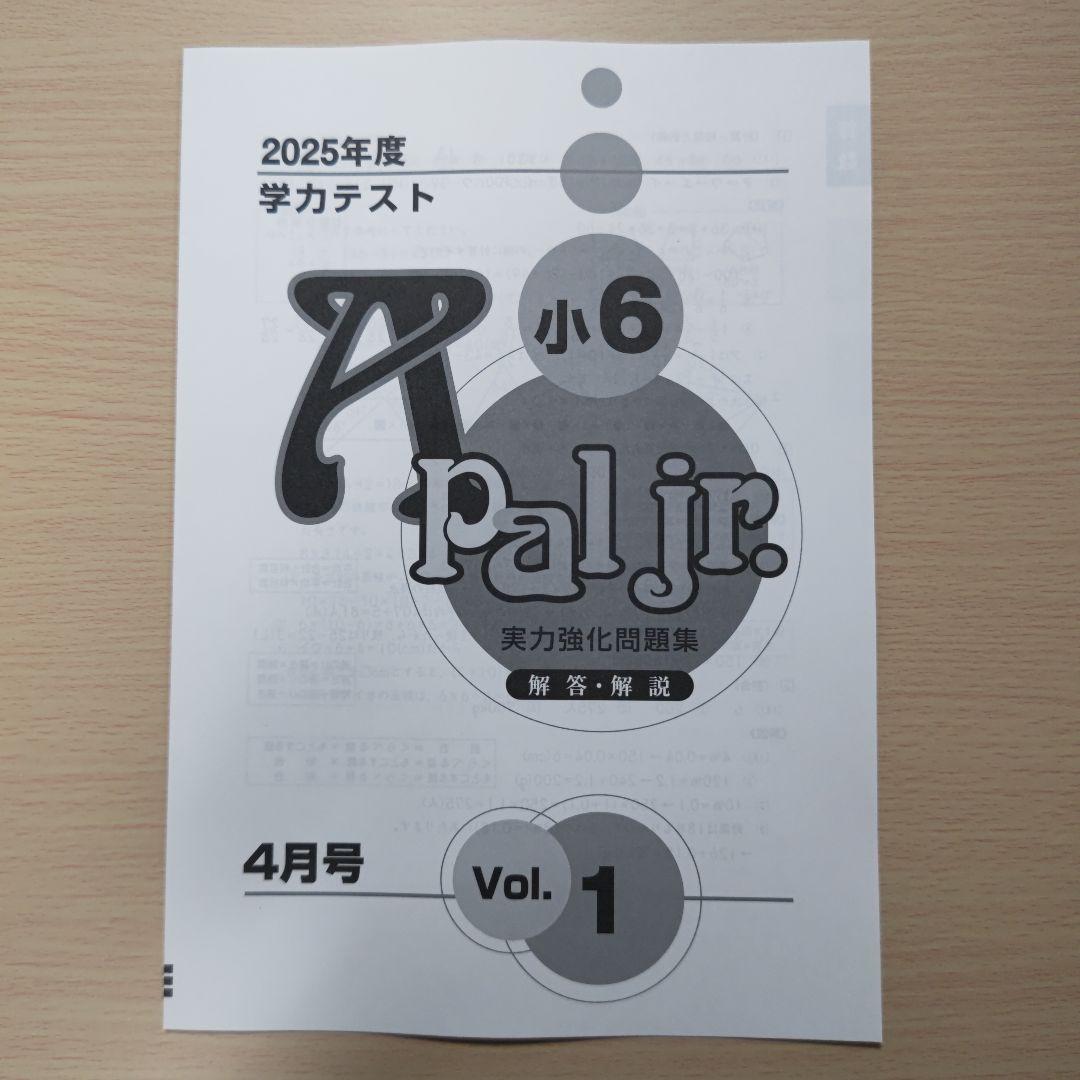 2025年度
学力テスト
小6
A pal jr.
実力強化問題集
解答・解説
4月号
Vol. 1